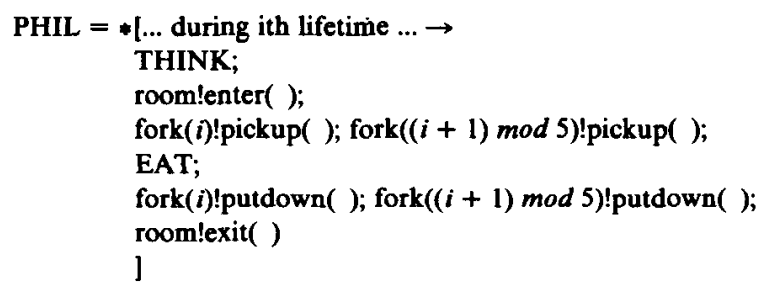 PHIL = *[... during ith lifetime ... →
THINK;
room!enter( );
fork(i)!pickup( ); fork((i + 1) mod 5)!pickup( );
EAT;
fork(i)!putdown( ); fork((i + 1) mod 5)!putdown( );
room!exit( )
]